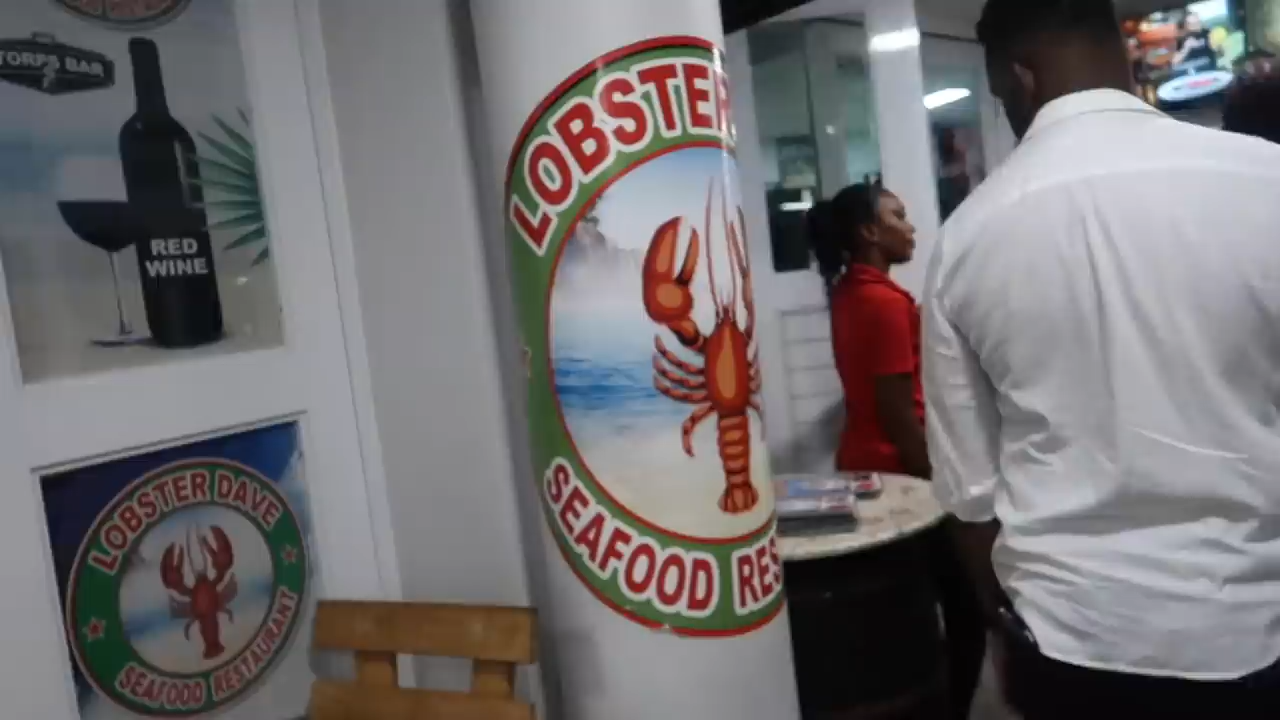 TORPS BAR
RED
WINE
LOBSTER
SEAFOOD RES
LOBSTER DAVE
SEAFOOD RESTAURANT